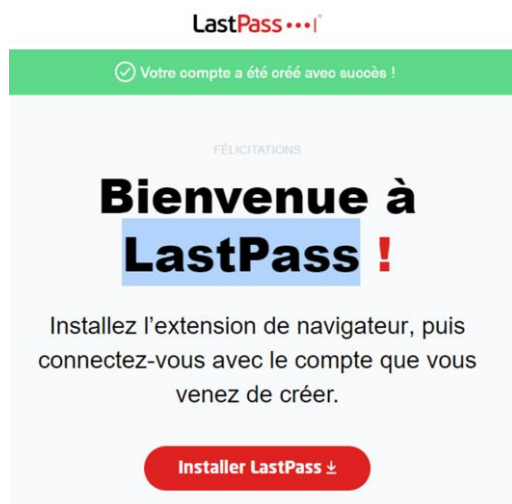 LastPass
Votre compte a été créé avec succès !
FÉLICITATIONS
Bienvenue à
LastPass !
Installez l’extension de navigateur, puis
connectez-vous avec le compte que vous
venez de créer.
Installer LastPass